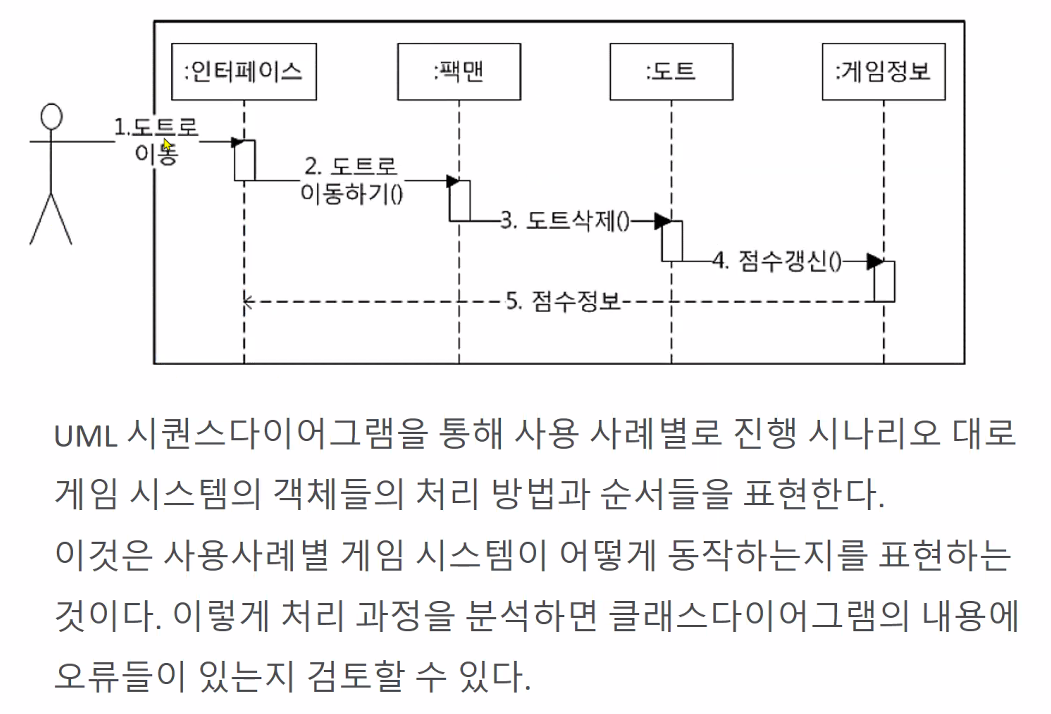 :인터페이스
:팩맨
:도트
:게임정보
1.도트로
이동
2. 도트로
이동하기()
3. 도트삭제()
4. 점수갱신()
5. 점수정보
UML 시퀀스다이어그램을 통해 사용 사례별로 진행 시나리오 대로
게임 시스템의 객체들의 처리 방법과 순서들을 표현한다.
이것은 사용사례별 게임 시스템이 어떻게 동작하는지를 표현하는
것이다. 이렇게 처리 과정을 분석하면 클래스다이어그램의 내용에
오류들이 있는지 검토할 수 있다.